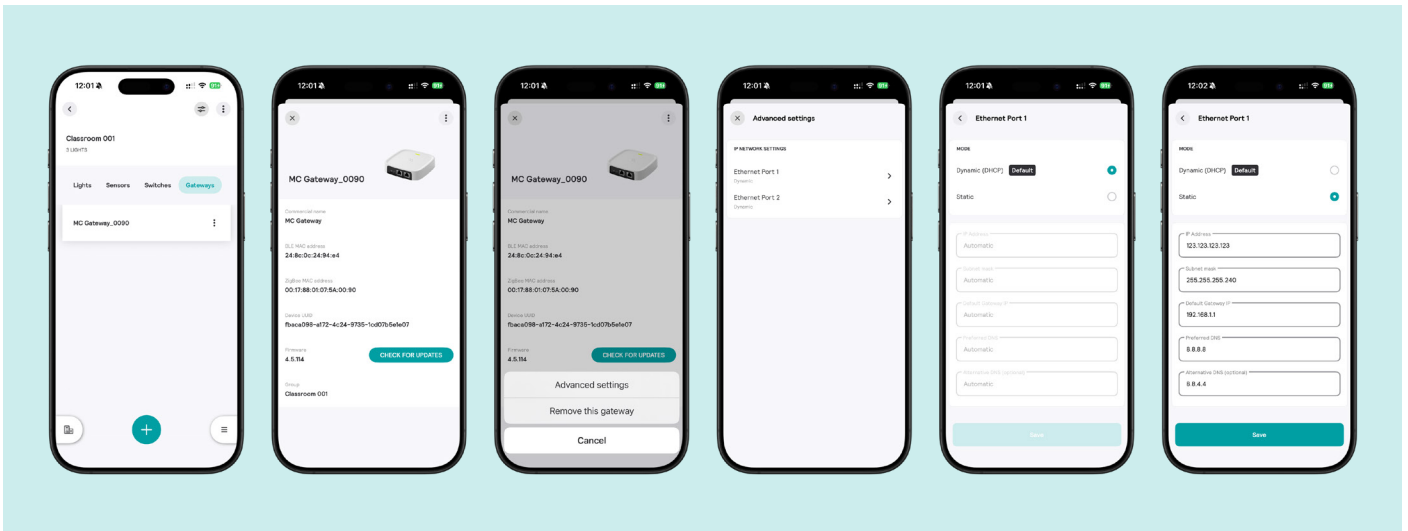 12:01
Classroom 001
3 LIGHTS
Lights Sensors Switches Gateways
MC Gateway_0090
12:01
MC Gateway_0090
Commercial name
MC Gateway
BLE MAC address
24:8c:0c:24:94:e4
ZigBee MAC address
00:17:88:01:07:5A:00:90
Device UUID
fbaca098-a172-4c24-9735-1cd07b5e1e07
Firmware
4.5.114
CHECK FOR UPDATES
Group
Classroom 001
12:01
MC Gateway_0090
Commercial name
MC Gateway
BLE MAC address
24:8c:0c:24:94:e4
ZigBee MAC address
00:17:88:01:07:5A:00:90
Device UUID
fbaca098-a172-4c24-9735-1cd07b5e1e07
Firmware
4.5.114
CHECK FOR UPDATES
Advanced settings
Remove this gateway
Cancel
12:01
Advanced settings
IP NETWORK SETTINGS
Ethernet Port 1
Dynamic
Ethernet Port 2
Dynamic
12:01
Ethernet Port 1
MODE
Dynamic (DHCP) Default
Static
IP Address
Automatic
Subnet mask
Automatic
Default Gateway IP
Automatic
Preferred DNS
Automatic
Alternative DNS (optional)
Automatic
Save
12:02
Ethernet Port 1
MODE
Dynamic (DHCP) Default
Static
IP Address
123.123.123.123
Subnet mask
255.255.255.240
Default Gateway IP
192.168.1.1
Preferred DNS
8.8.8.8
Alternative DNS (optional)
8.8.4.4
Save